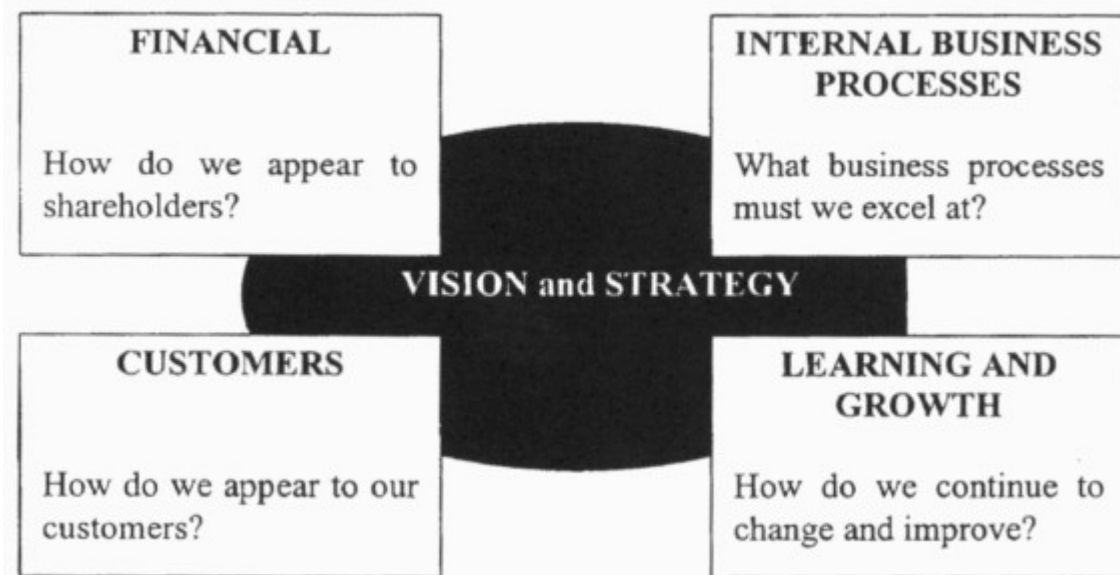 FINANCIAL
How do we appear to
shareholders?
INTERNAL BUSINESS
PROCESSES
What business processes
must we excel at?
VISION and STRATEGY
CUSTOMERS
How do we appear to our
customers?
LEARNING AND
GROWTH
How do we continue to
change and improve?